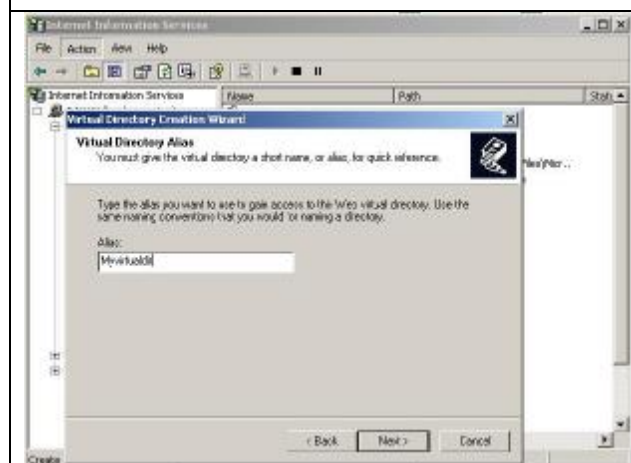 Internet Information Services
File Action View Help
Internet Information Services Name Path Statu
Virtual Directory Creation Wizard
Virtual Directory Alias
You must give the virtual directory a short name, or alias, for quick reference.
Type the alias you want to use to gain access to this Web virtual directory. Use the
same naming conventions that you would for naming a directory.
Alias:
Myvirtualdir
< Back Next > Cancel